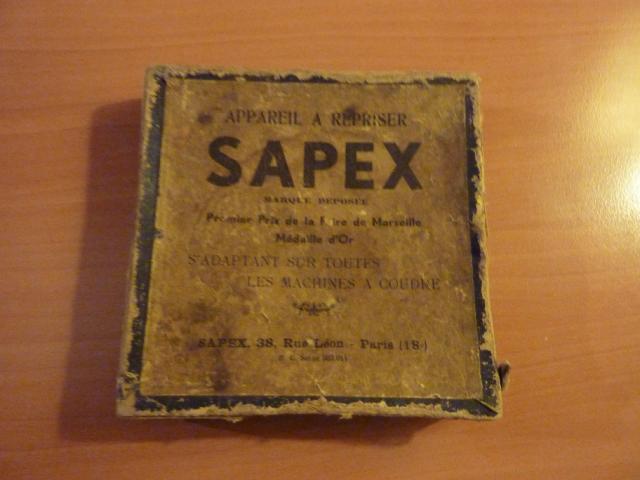 APPAREIL A REPRISER
SAPEX
MARQUE DEPOSÉE
Premier Prix de la Foire de Marseille
Médaille d'Or
S'ADAPTANT SUR TOUTES
LES MACHINES A COUDRE
SAPEX, 38, Rue Léon - Paris (18e)